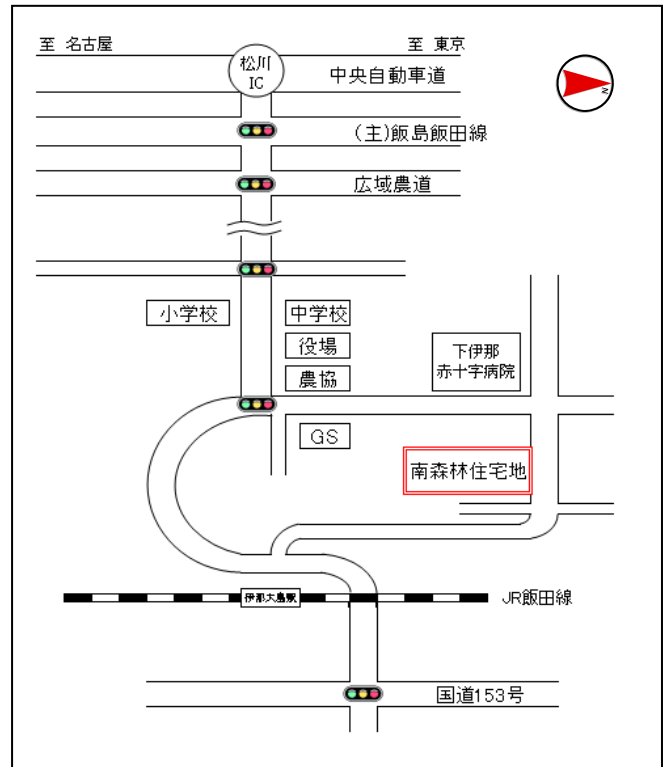 至 名古屋
至 東京
松川
IC
中央自動車道
N
(主)飯島飯田線
広域農道
小学校
中学校
役場
農協
下伊那
赤十字病院
GS
南森林住宅地
伊那大島駅
JR飯田線
国道153号